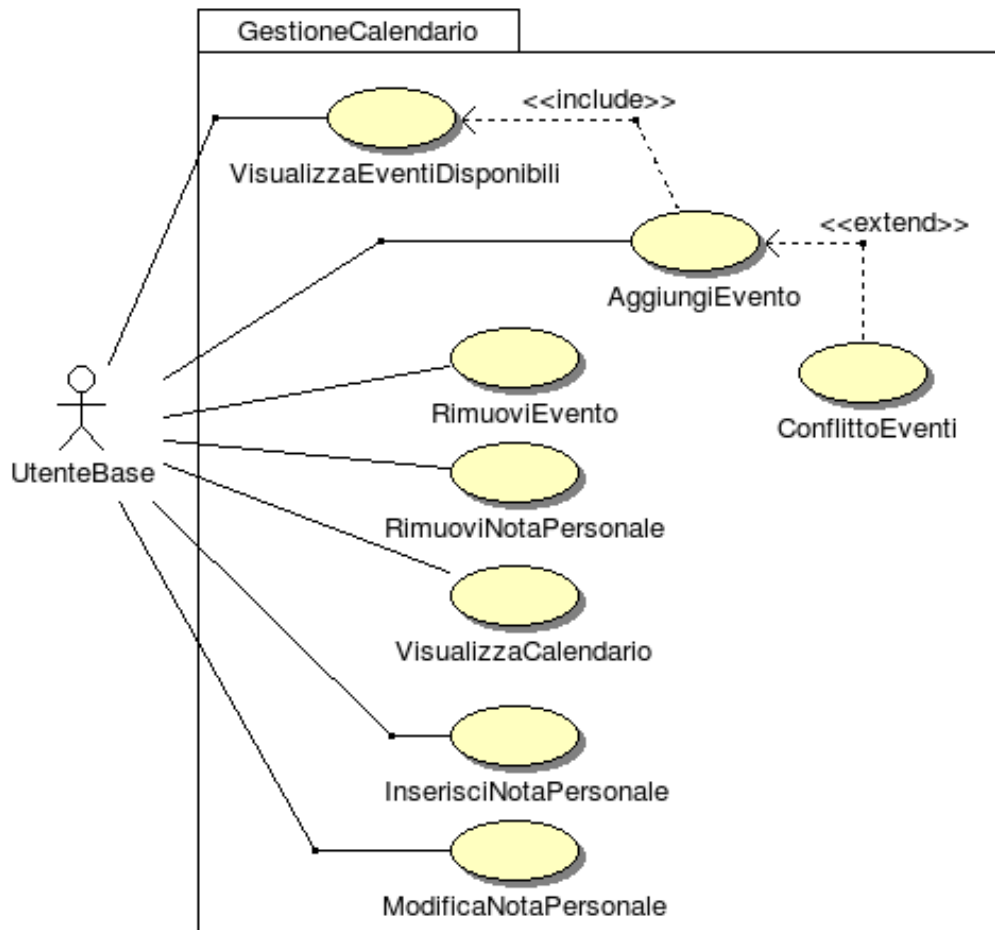 GestioneCalendario
<<include>>
VisualizzaEventiDisponibili
<<extend>>
AggiungiEvento
RimuoviEvento
ConflittoEventi
UtenteBase
RimuoviNotaPersonale
VisualizzaCalendario
InserisciNotaPersonale
ModificaNotaPersonale